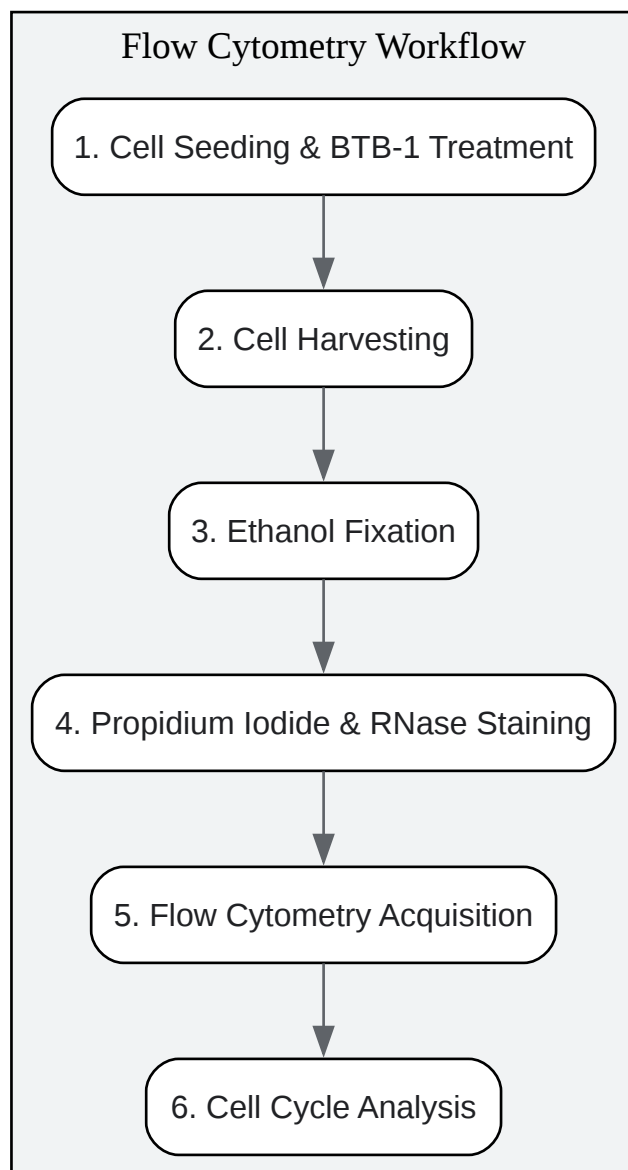 Flow Cytometry Workflow
1. Cell Seeding & BTB-1 Treatment
2. Cell Harvesting
3. Ethanol Fixation
4. Propidium Iodide & RNase Staining
5. Flow Cytometry Acquisition
6. Cell Cycle Analysis